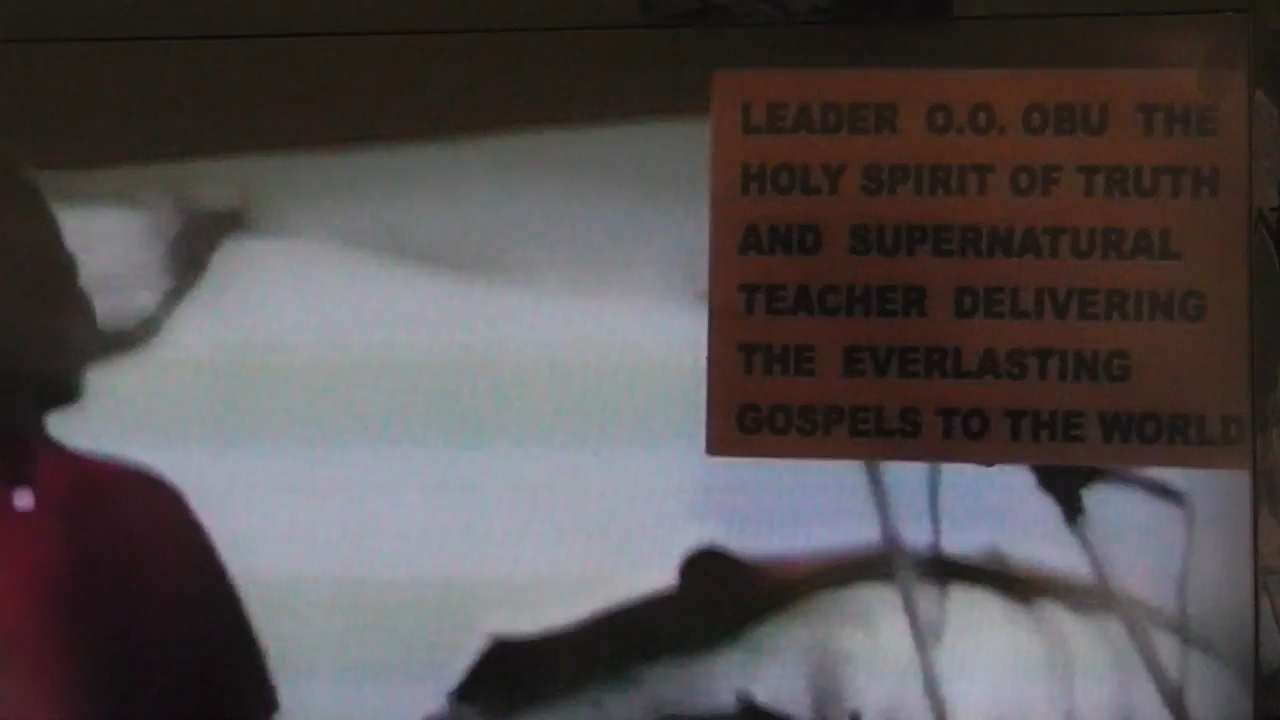 LEADER O.O. OBU THE
HOLY SPIRIT OF TRUTH
AND SUPERNATURAL
TEACHER DELIVERING
THE EVERLASTING
GOSPELS TO THE WORLD